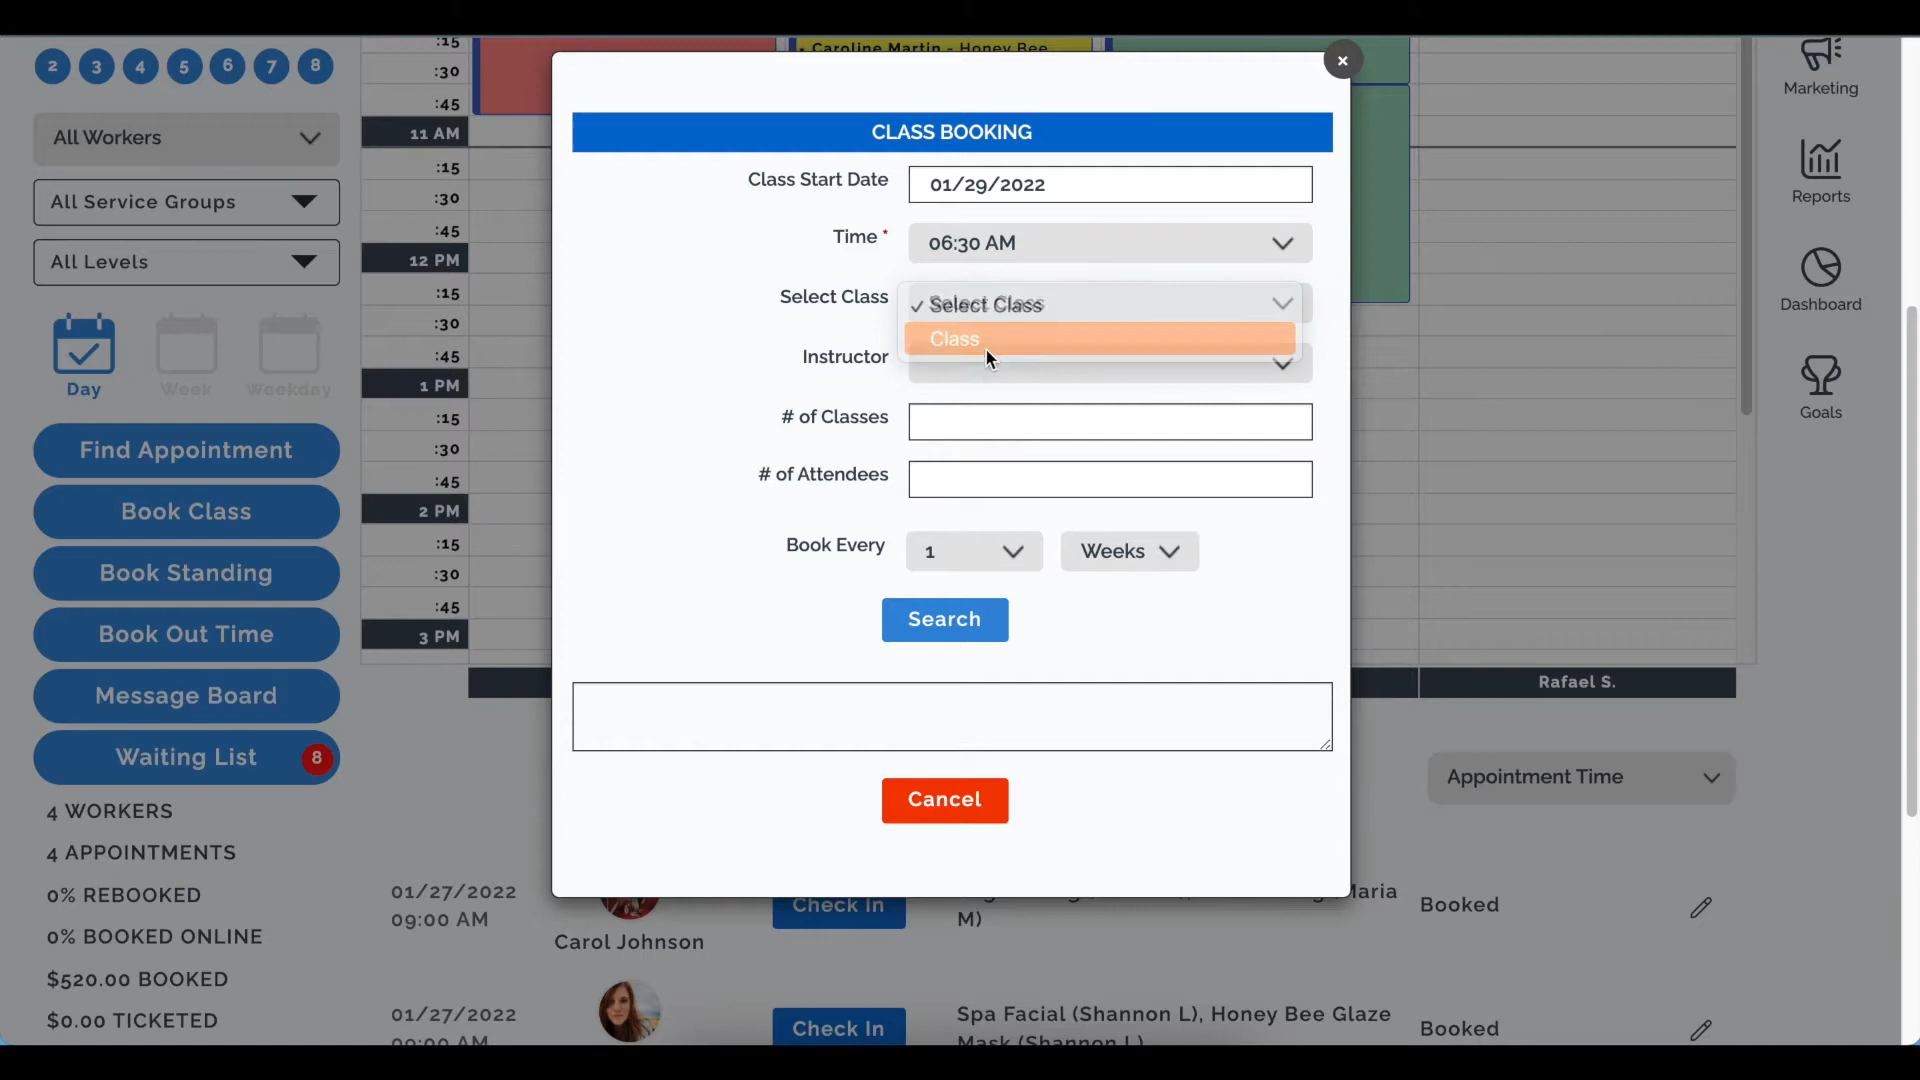 2 3 4 5 6 7 8
All Workers
All Service Groups
All Levels
Day Week Weekday
Find Appointment
Book Class
Book Standing
Book Out Time
Message Board
Waiting List 8
4 WORKERS
4 APPOINTMENTS
0% REBOOKED
0% BOOKED ONLINE
$520.00 BOOKED
$0.00 TICKETED
:15
:30
:45
11 AM
:15
:30
:45
12 PM
:15
:30
:45
1 PM
:15
:30
:45
2 PM
:15
:30
:45
3 PM
Caroline Martin - Honey Bee
×
CLASS BOOKING
Class Start Date 01/29/2022
Time * 06:30 AM
Select Class ✓ Select Class
Class
Instructor
# of Classes
# of Attendees
Book Every 1 Weeks
Search
Cancel
Rafael S.
Appointment Time
01/27/2022
09:00 AM
Carol Johnson
Check In
M)
Booked
01/27/2022
09:00 AM
Check In
Spa Facial (Shannon L), Honey Bee Glaze
Mask (Shannon L)
Booked
Marketing
Reports
Dashboard
Goals